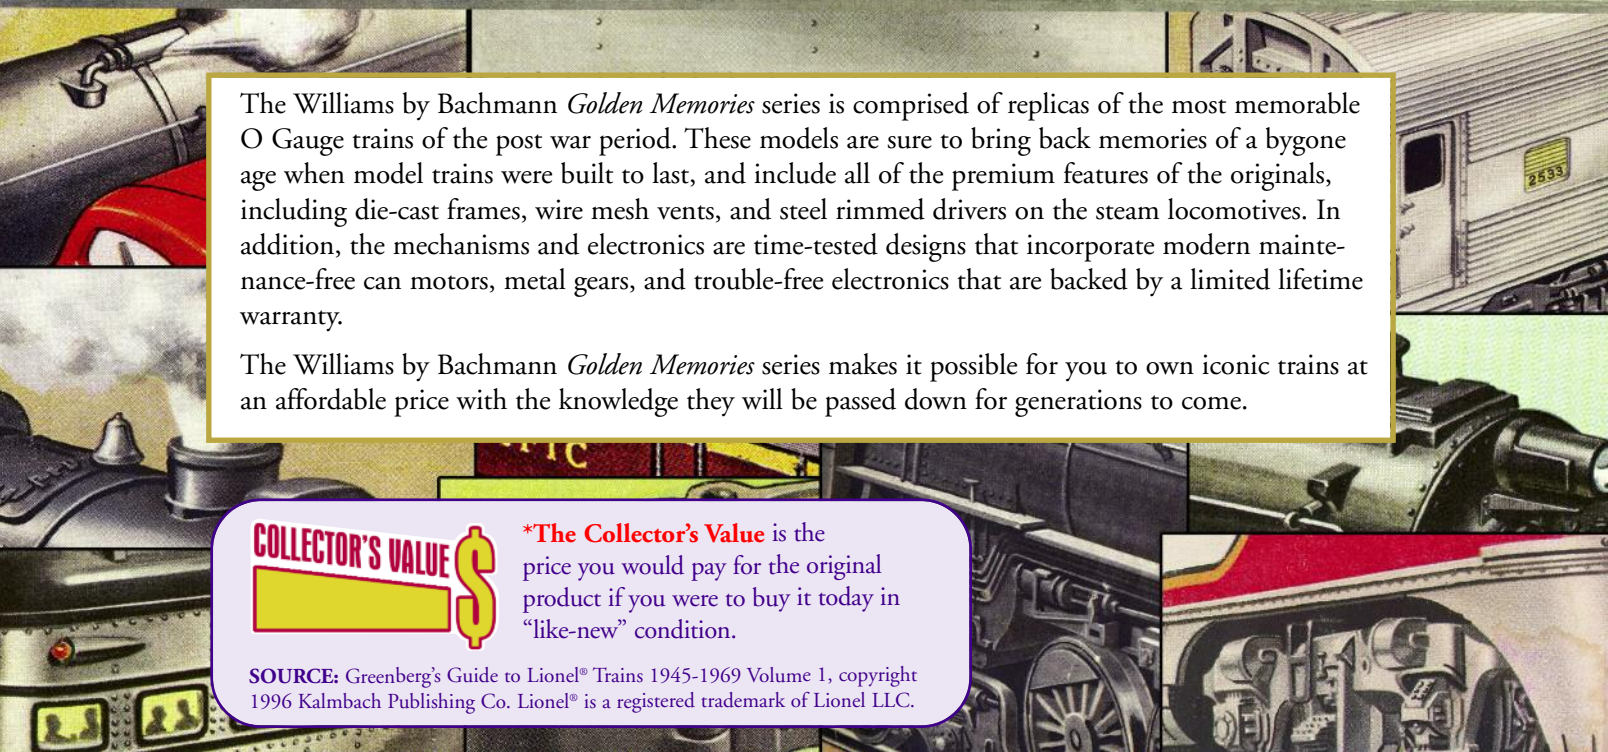 The Williams by Bachmann Golden Memories series is comprised of replicas of the most memorable
O Gauge trains of the post war period. These models are sure to bring back memories of a bygone
age when model trains were built to last, and include all of the premium features of the originals,
including die-cast frames, wire mesh vents, and steel rimmed drivers on the steam locomotives. In
addition, the mechanisms and electronics are time-tested designs that incorporate modern mainte-
nance-free can motors, metal gears, and trouble-free electronics that are backed by a limited lifetime
warranty.
The Williams by Bachmann Golden Memories series makes it possible for you to own iconic trains at
an affordable price with the knowledge they will be passed down for generations to come.
2533
COLLECTOR'S VALUE $
*The Collector’s Value is the
price you would pay for the original
product if you were to buy it today in
“like-new” condition.
SOURCE: Greenberg’s Guide to Lionel® Trains 1945-1969 Volume 1, copyright
1996 Kalmbach Publishing Co. Lionel® is a registered trademark of Lionel LLC.